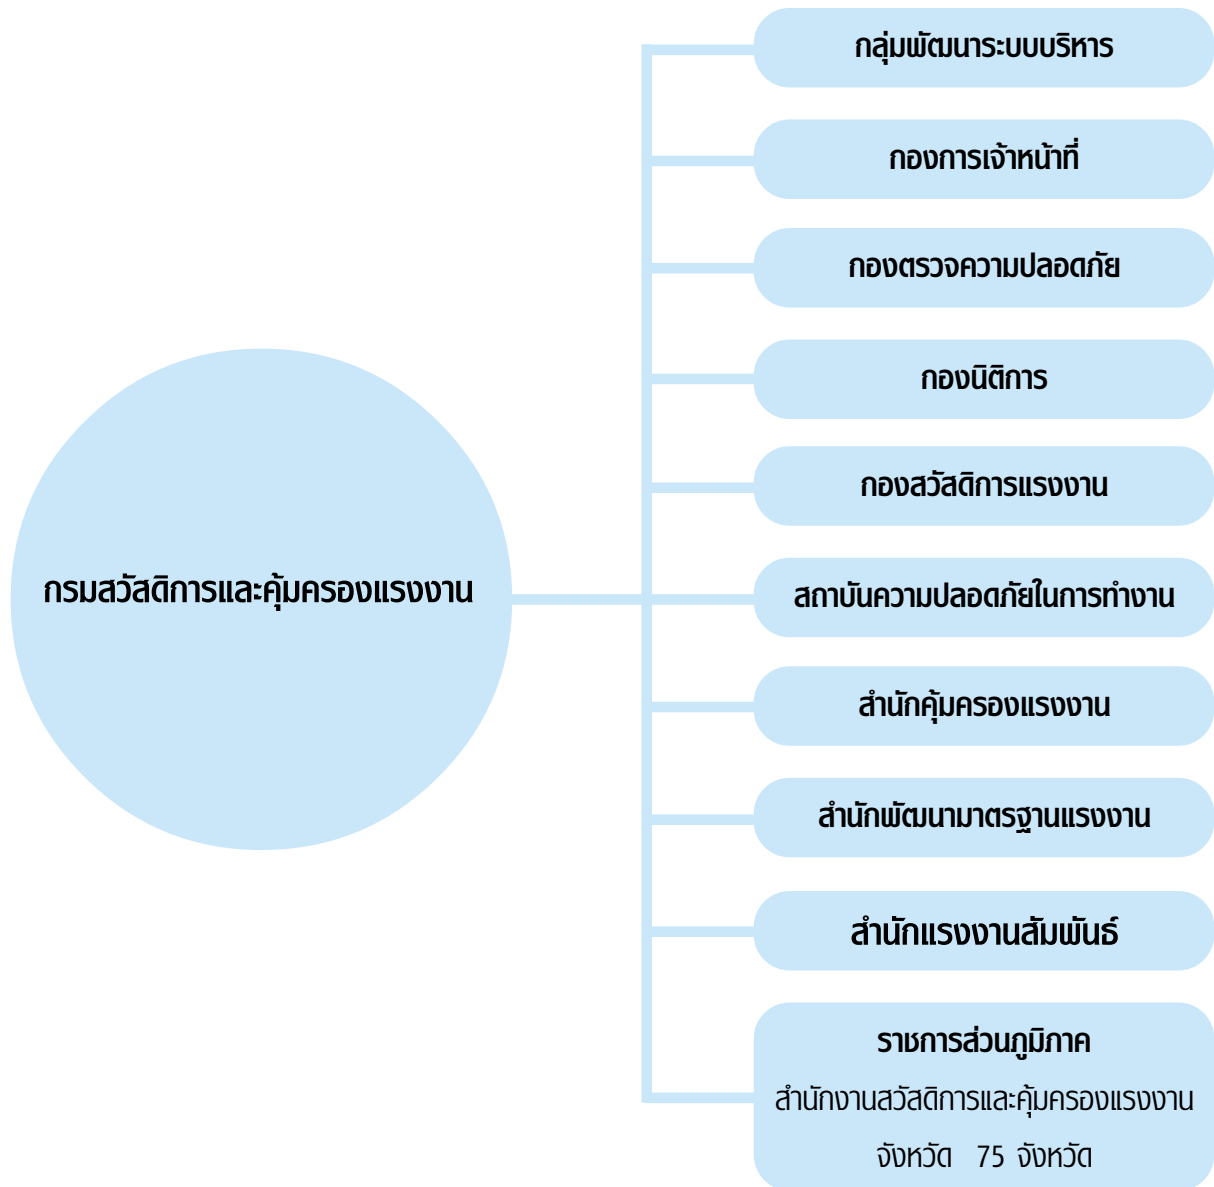 กลุ่มพัฒนาระบบบริหาร
กองการเจ้าหน้าที่
กองตรวจความปลอดภัย
กองนิติการ
กองสวัสดิการแรงงาน
กรมสวัสดิการและคุ้มครองแรงงาน
สถาบันความปลอดภัยในการทำงาน
สำนักคุ้มครองแรงงาน
สำนักพัฒนามาตรฐานแรงงาน
สำนักแรงงานสัมพันธ์
ราชการส่วนภูมิภาค
สำนักงานสวัสดิการและคุ้มครองแรงงาน
จังหวัด 75 จังหวัด